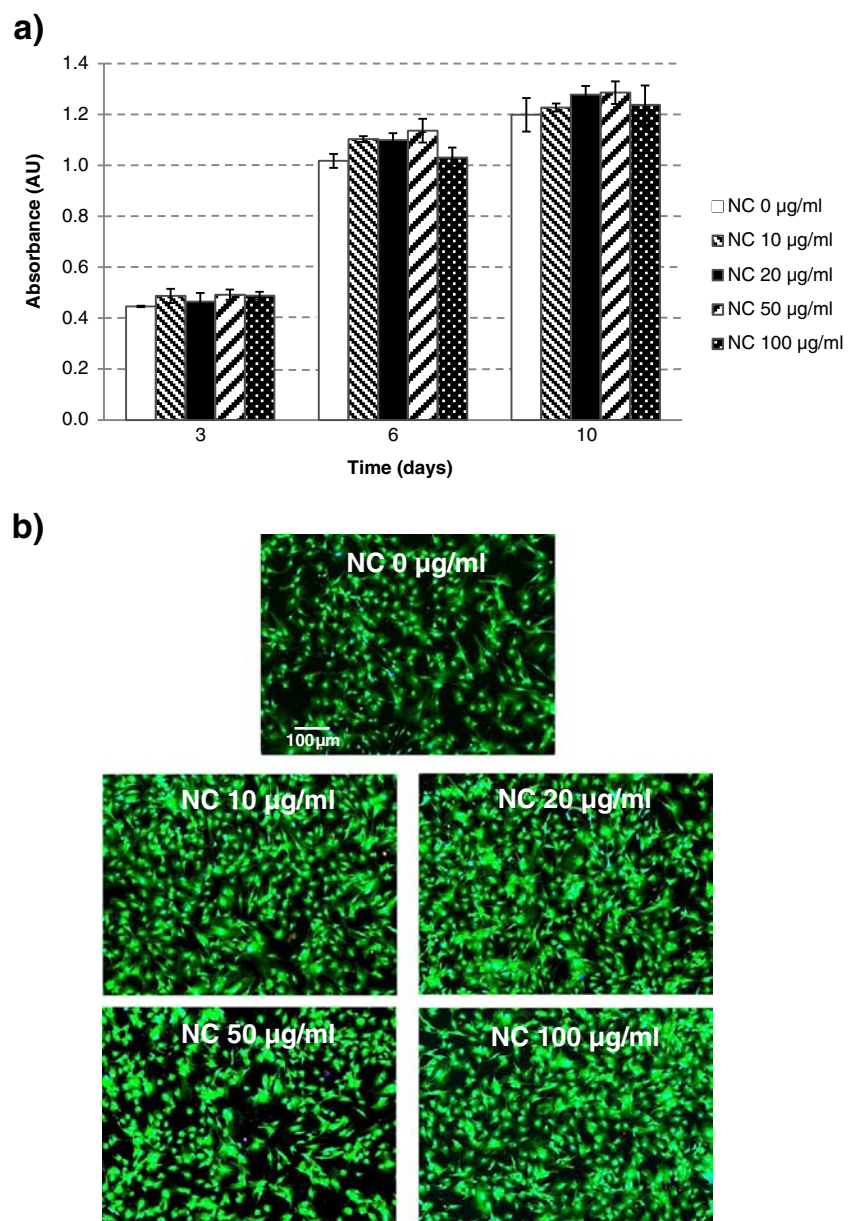 a)
1.4
1.2
1.0
0.8
0.6
0.4
0.2
0.0
Absorbance (AU)
3
6
10
Time (days)
NC 0 µg/ml
NC 10 µg/ml
NC 20 µg/ml
NC 50 µg/ml
NC 100 µg/ml
b)
NC 0 µg/ml
100µm
NC 10 µg/ml
NC 20 µg/ml
NC 50 µg/ml
NC 100 µg/ml